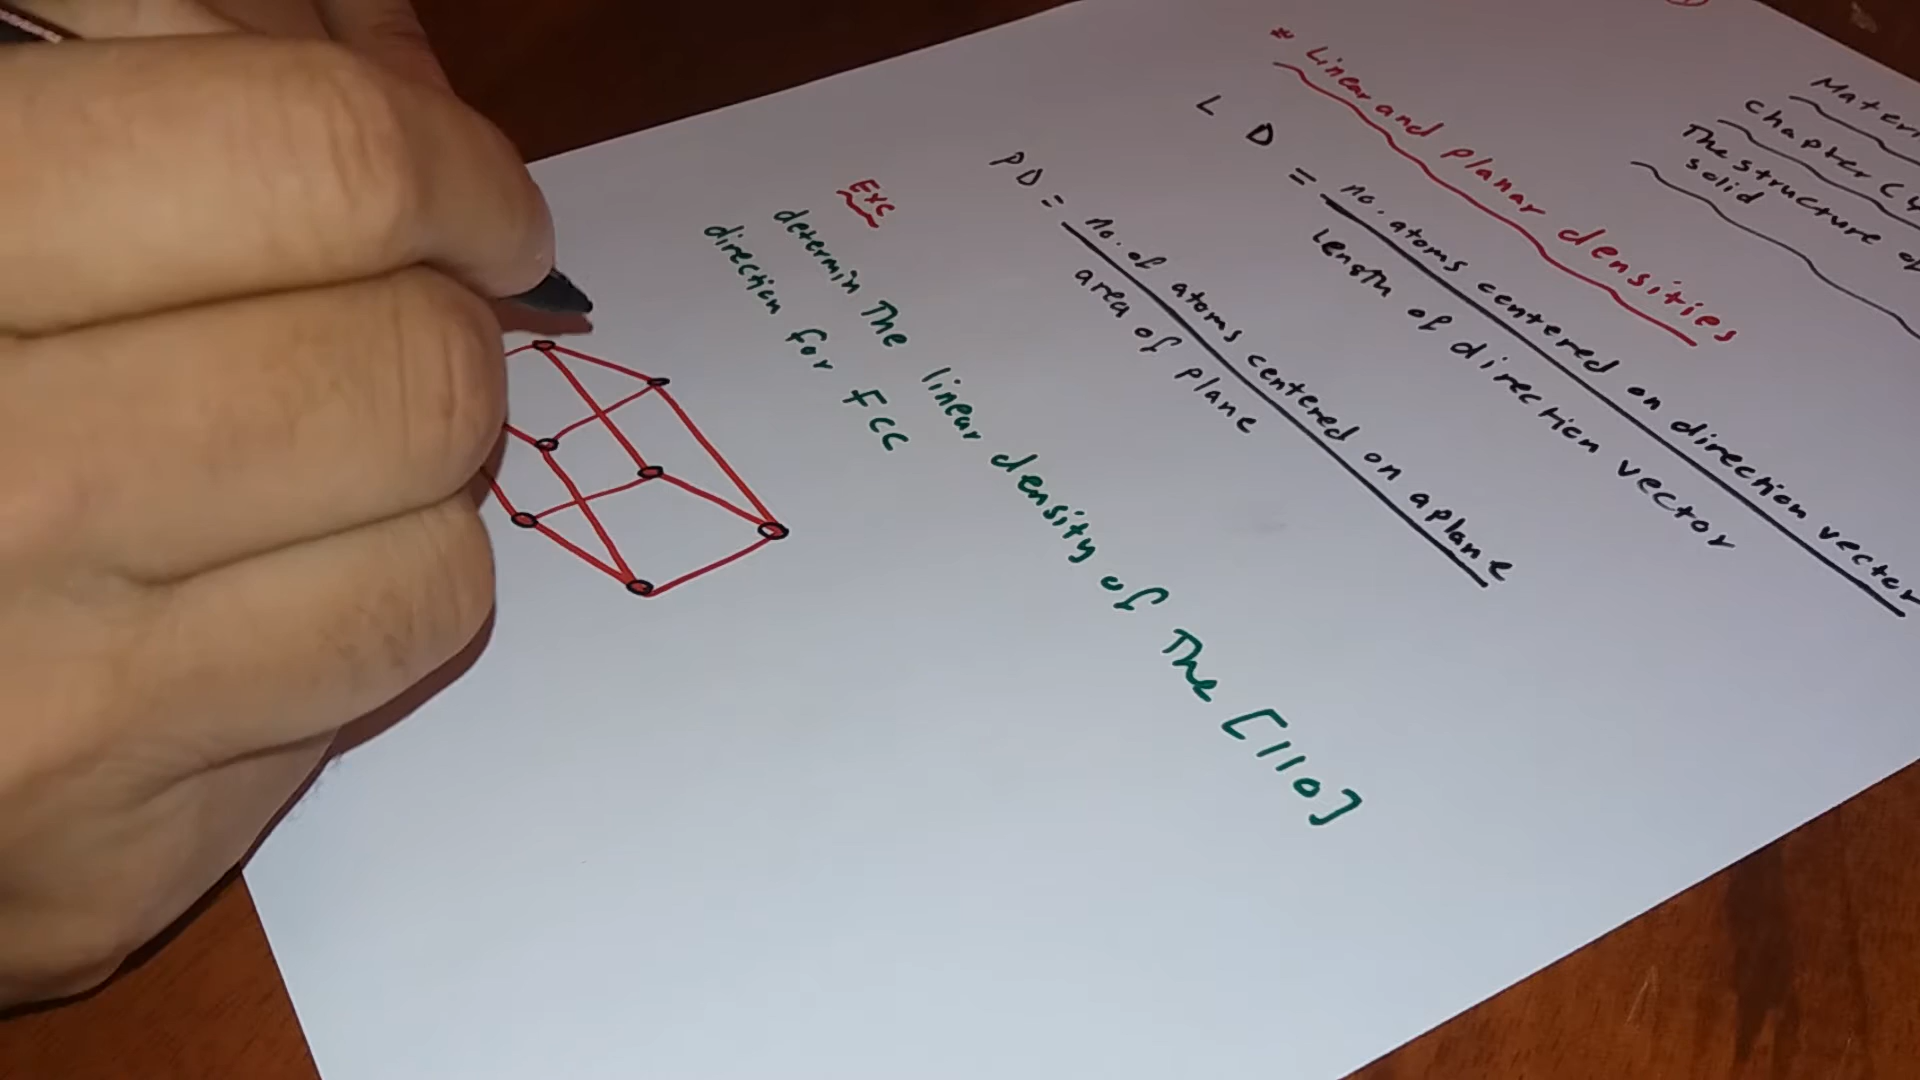 Chapter
The structure of
solid
* Linear and planar densities
L D = no. atoms centered on direction vector
Length of direction vector
PD = no. of atoms centered on a plane
area of plane
Exc
determin The linear density of The [110]
direction for FCC